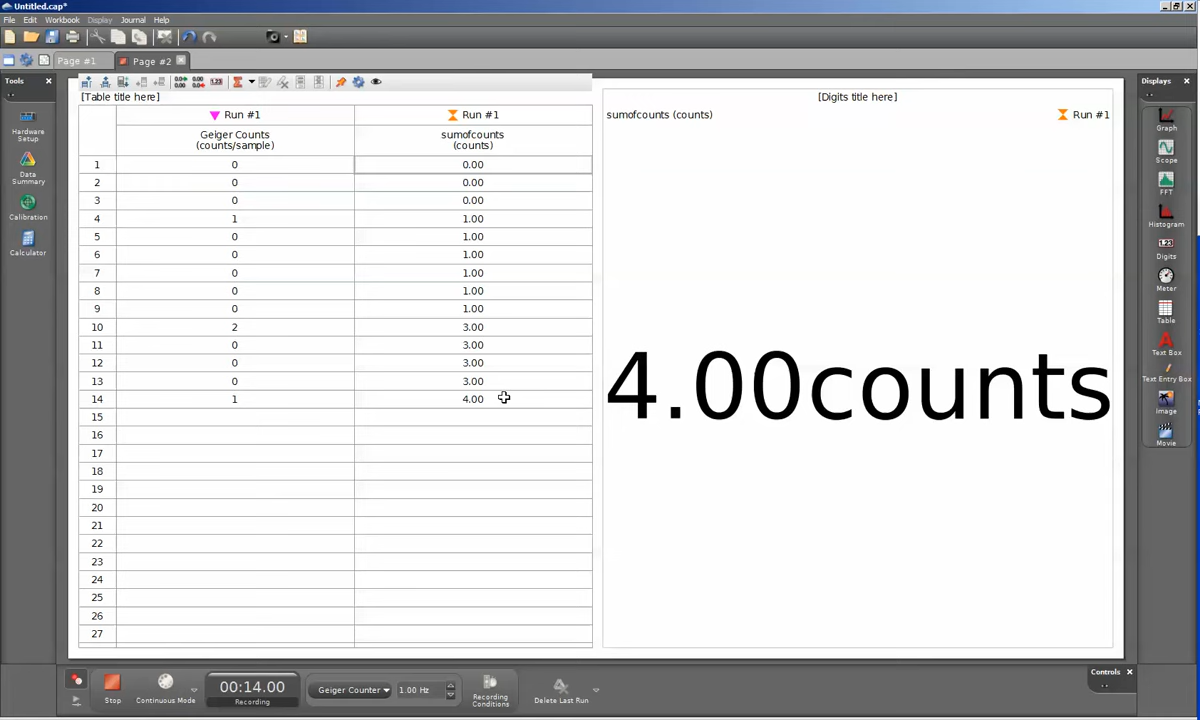 Untitled.cap*
File Edit Workbook Display Journal Help
Page #1 Page #2
Tools
Hardware
Setup
Data
Summary
Calibration
Calculator
[Table title here]
Run #1 Run #1
Geiger Counts
(counts/sample)
sumofcounts
(counts)
1 0 0.00
2 0 0.00
3 0 0.00
4 1 1.00
5 0 1.00
6 0 1.00
7 0 1.00
8 0 1.00
9 0 1.00
10 2 3.00
11 0 3.00
12 0 3.00
13 0 3.00
14 1 4.00
15
16
17
18
19
20
21
22
23
24
25
26
27
[Digits title here]
sumofcounts (counts) Run #1
4.00counts
Displays
Graph
Scope
FFT
Histogram
1.23
Digits
Meter
Table
Text Box
Text Entry Box
Image
Movie
Stop
Continuous Mode
00:14.00
Recording
Geiger Counter
1.00 Hz
Recording
Conditions
Delete Last Run
Controls